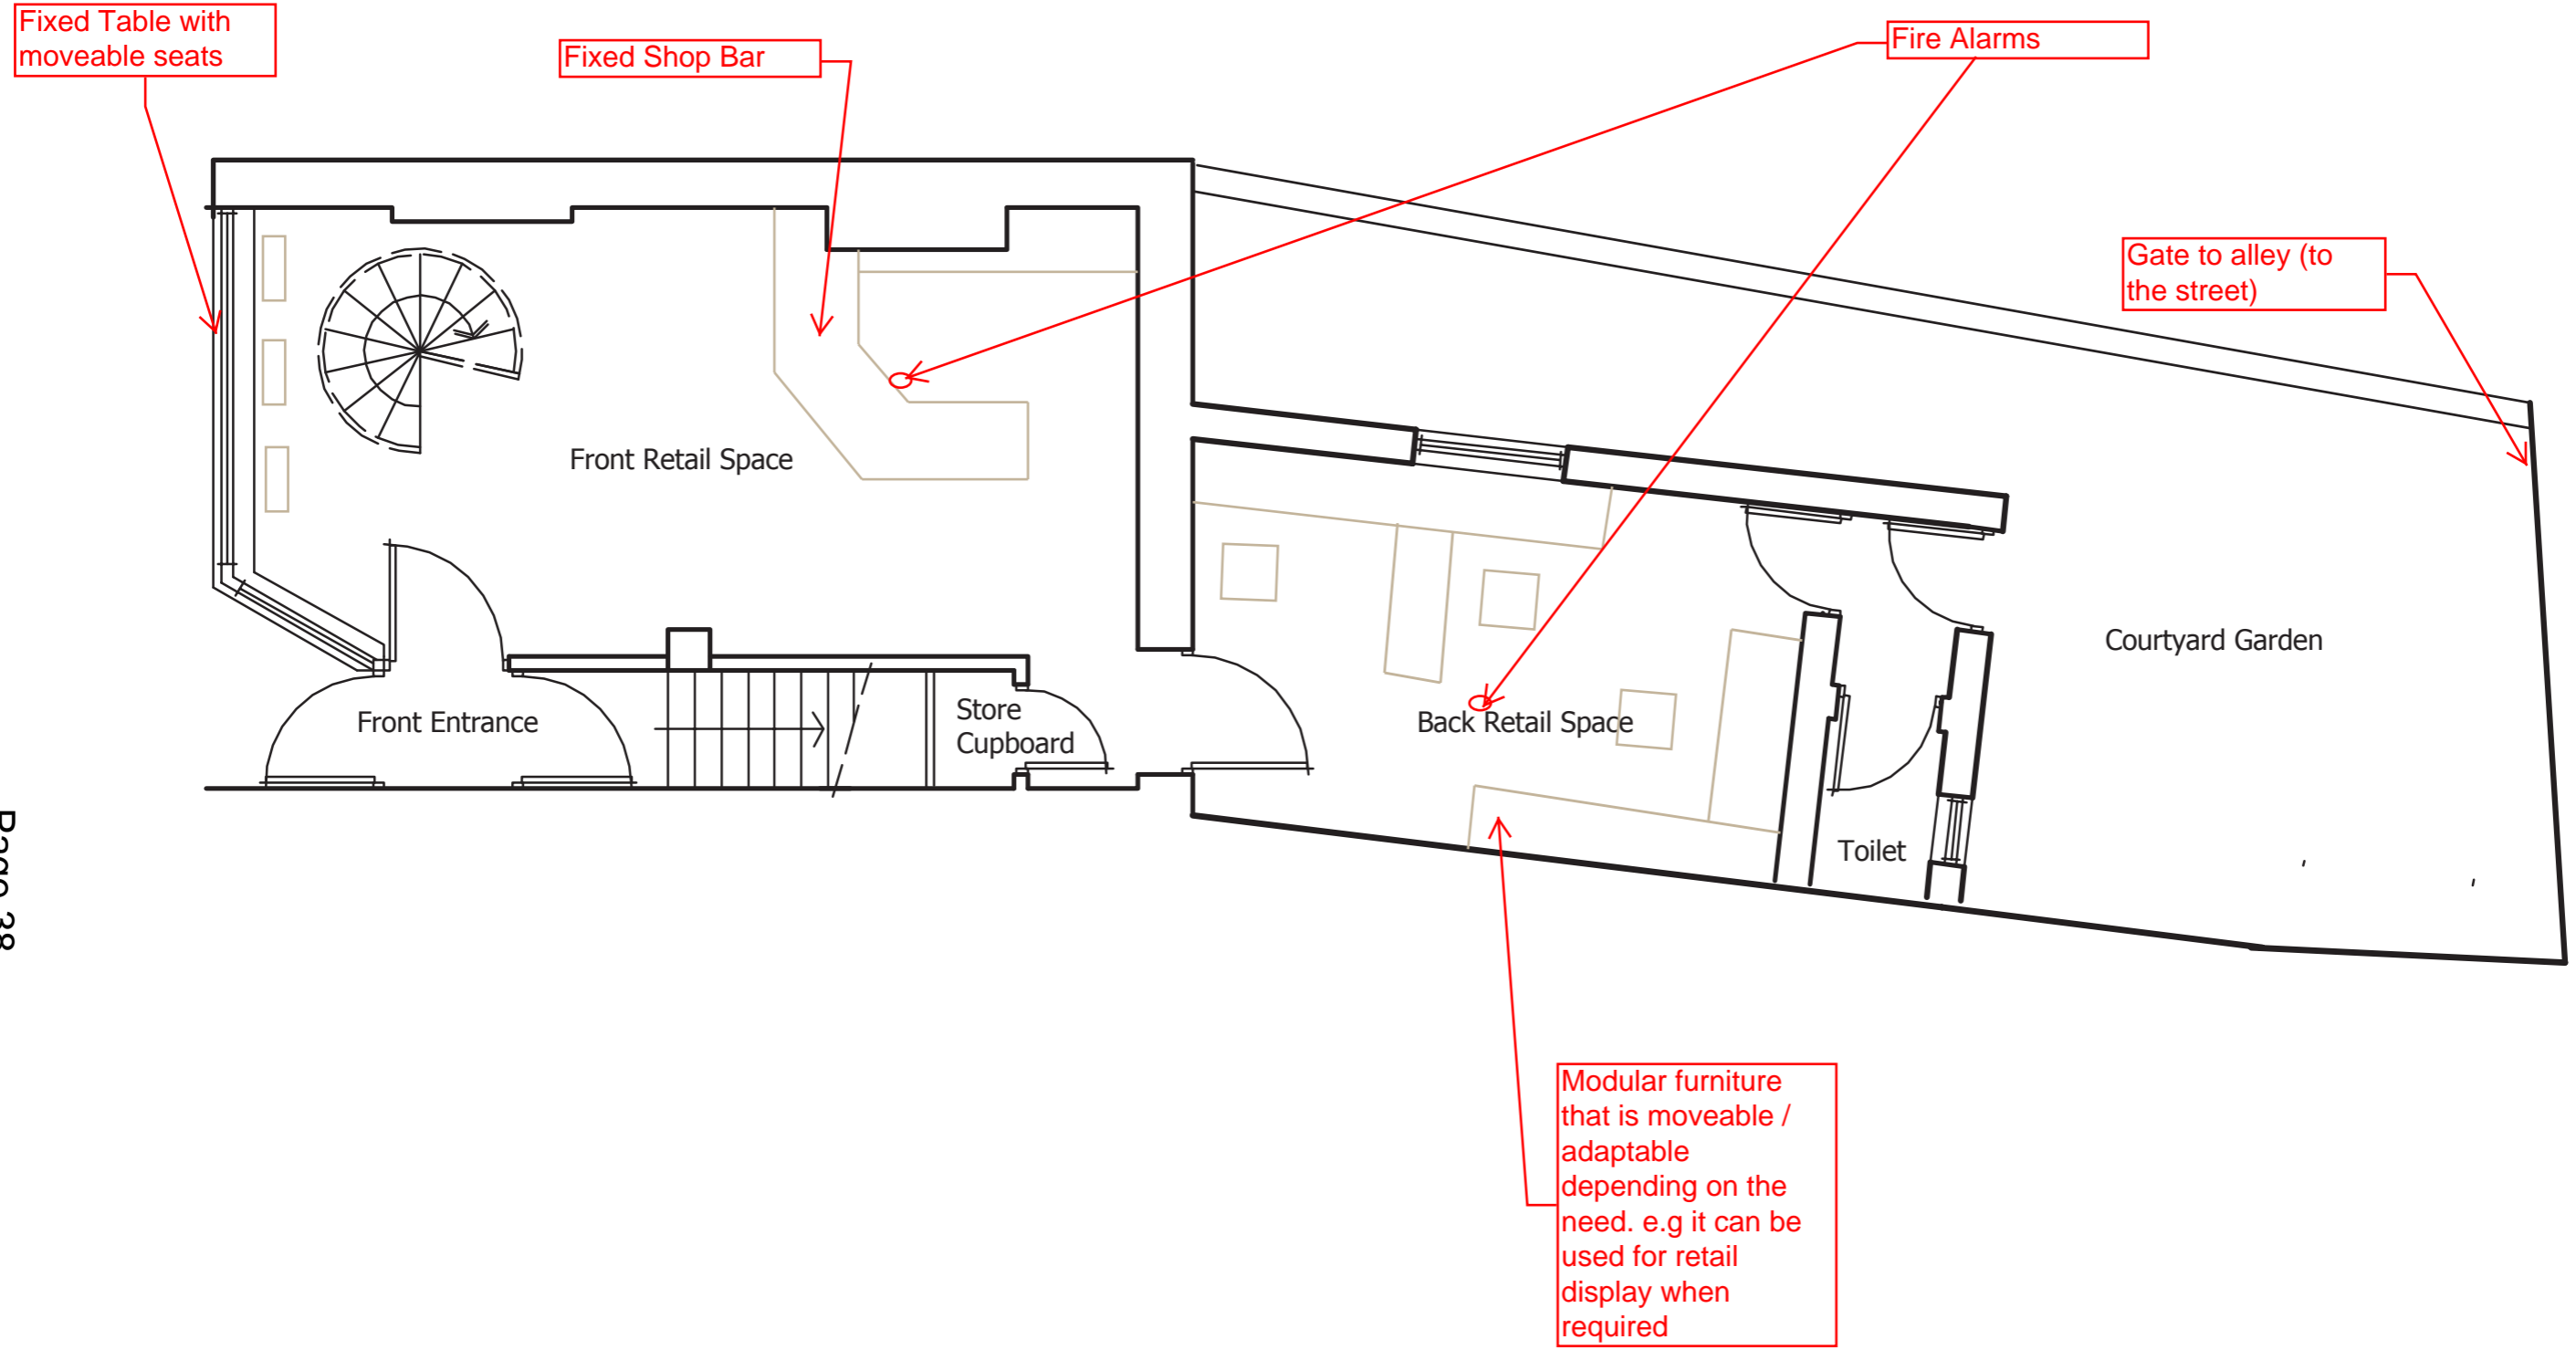 Fixed Table with
moveable seats
Fixed Shop Bar
Fire Alarms
Gate to alley (to
the street)
Front Retail Space
Front Entrance
Store
Cupboard
Back Retail Space
Courtyard Garden
Toilet
Modular furniture
that is moveable /
adaptable
depending on the
need. e.g it can be
used for retail
display when
required
Page 38